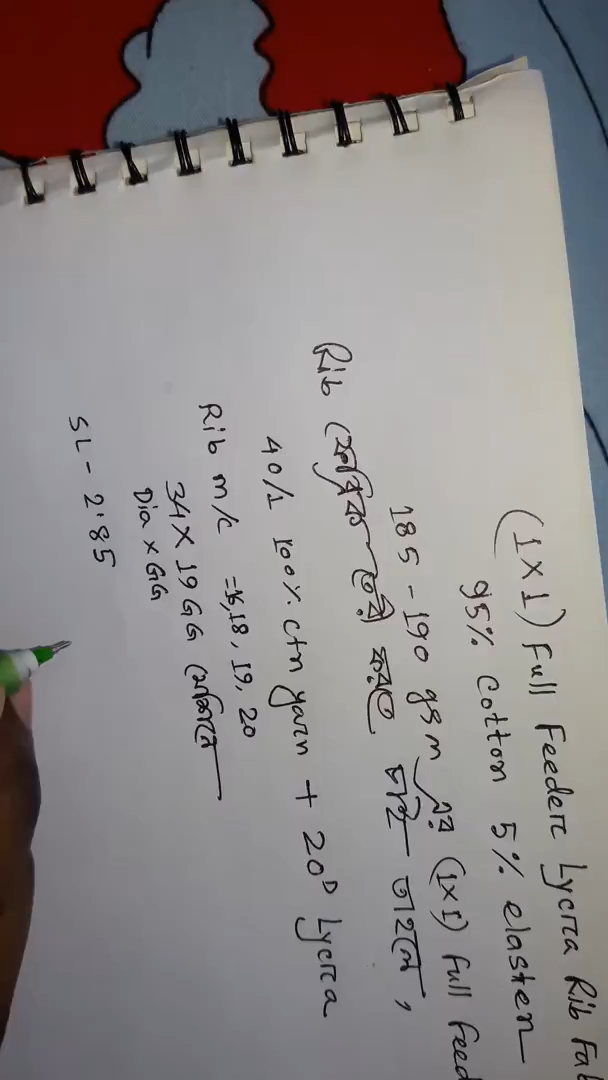 (1X1) Full Feeder Lycra Rib Fab
95% Cotton 5% elasten
185 - 190 gsm এর (1X1) Full Feed
Rib ফেব্রিক তৈরী করতে চাই তাহলে,
40/1 100% ctn yarn + 20D Lycra
Rib m/c = 16, 18, 19, 20
34 X 19 GG মেশিনে
Dia X GG
SL - 2.85